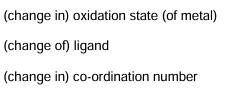 (change in) oxidation state (of metal)
(change of) ligand
(change in) co-ordination number